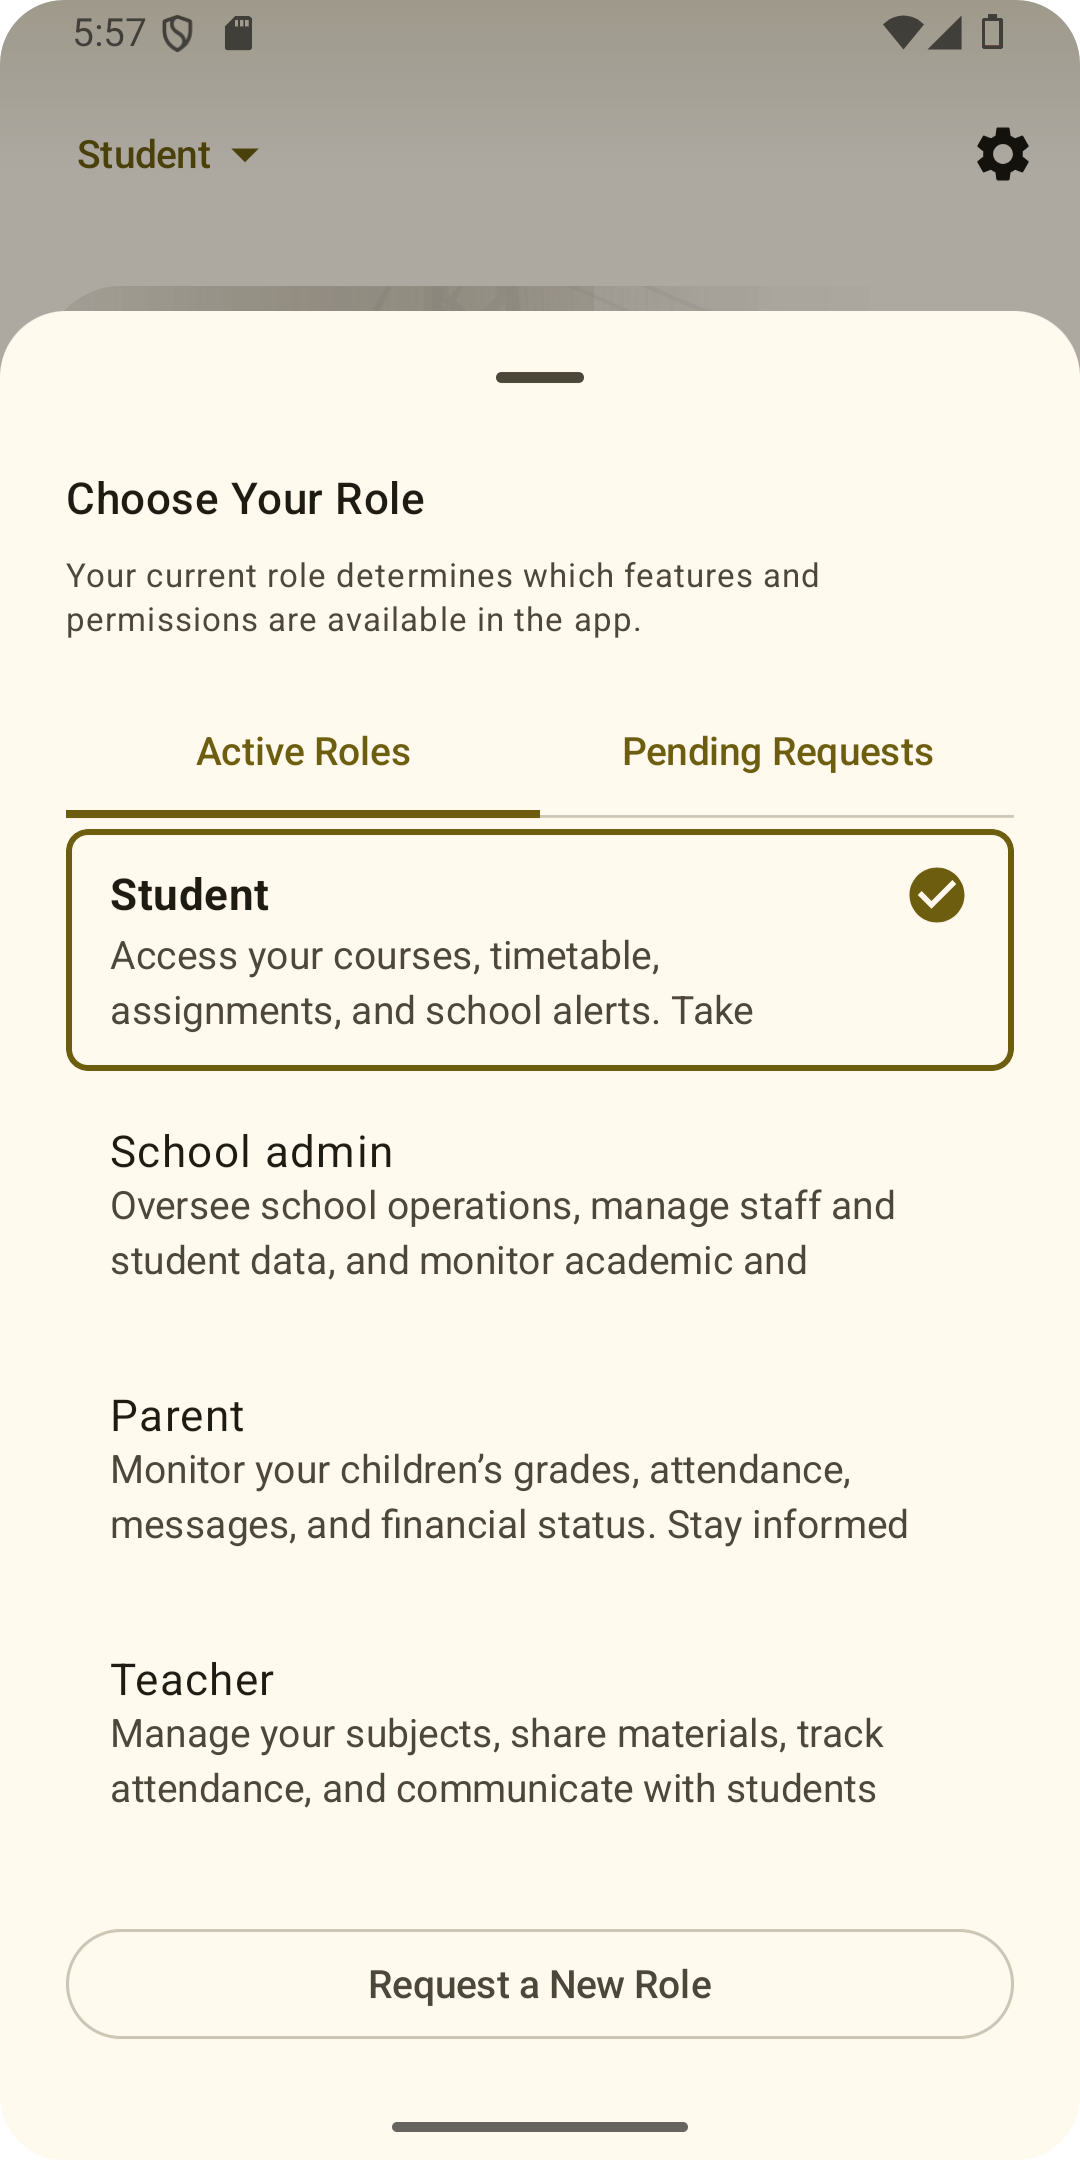 5:57
Student
Choose Your Role
Your current role determines which features and
permissions are available in the app.
Active Roles
Pending Requests
Student
Access your courses, timetable,
assignments, and school alerts. Take
School admin
Oversee school operations, manage staff and
student data, and monitor academic and
Parent
Monitor your children’s grades, attendance,
messages, and financial status. Stay informed
Teacher
Manage your subjects, share materials, track
attendance, and communicate with students
Request a New Role